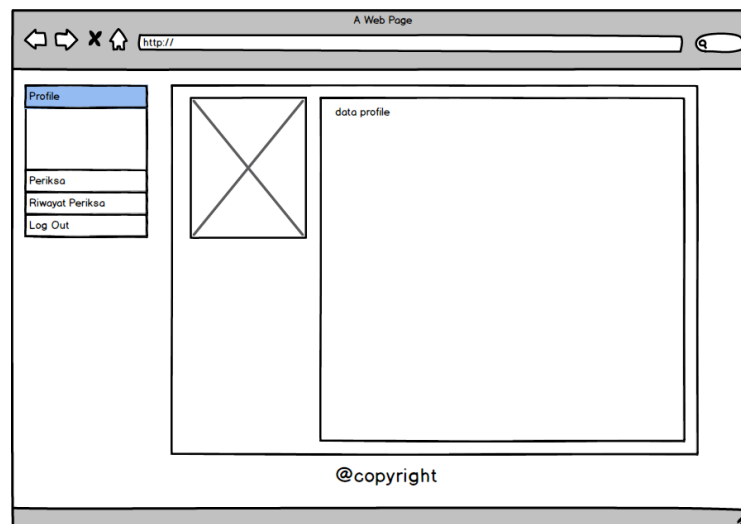 A Web Page
http://
Profile
Periksa
Riwayat Periksa
Log Out
data profile
@copyright